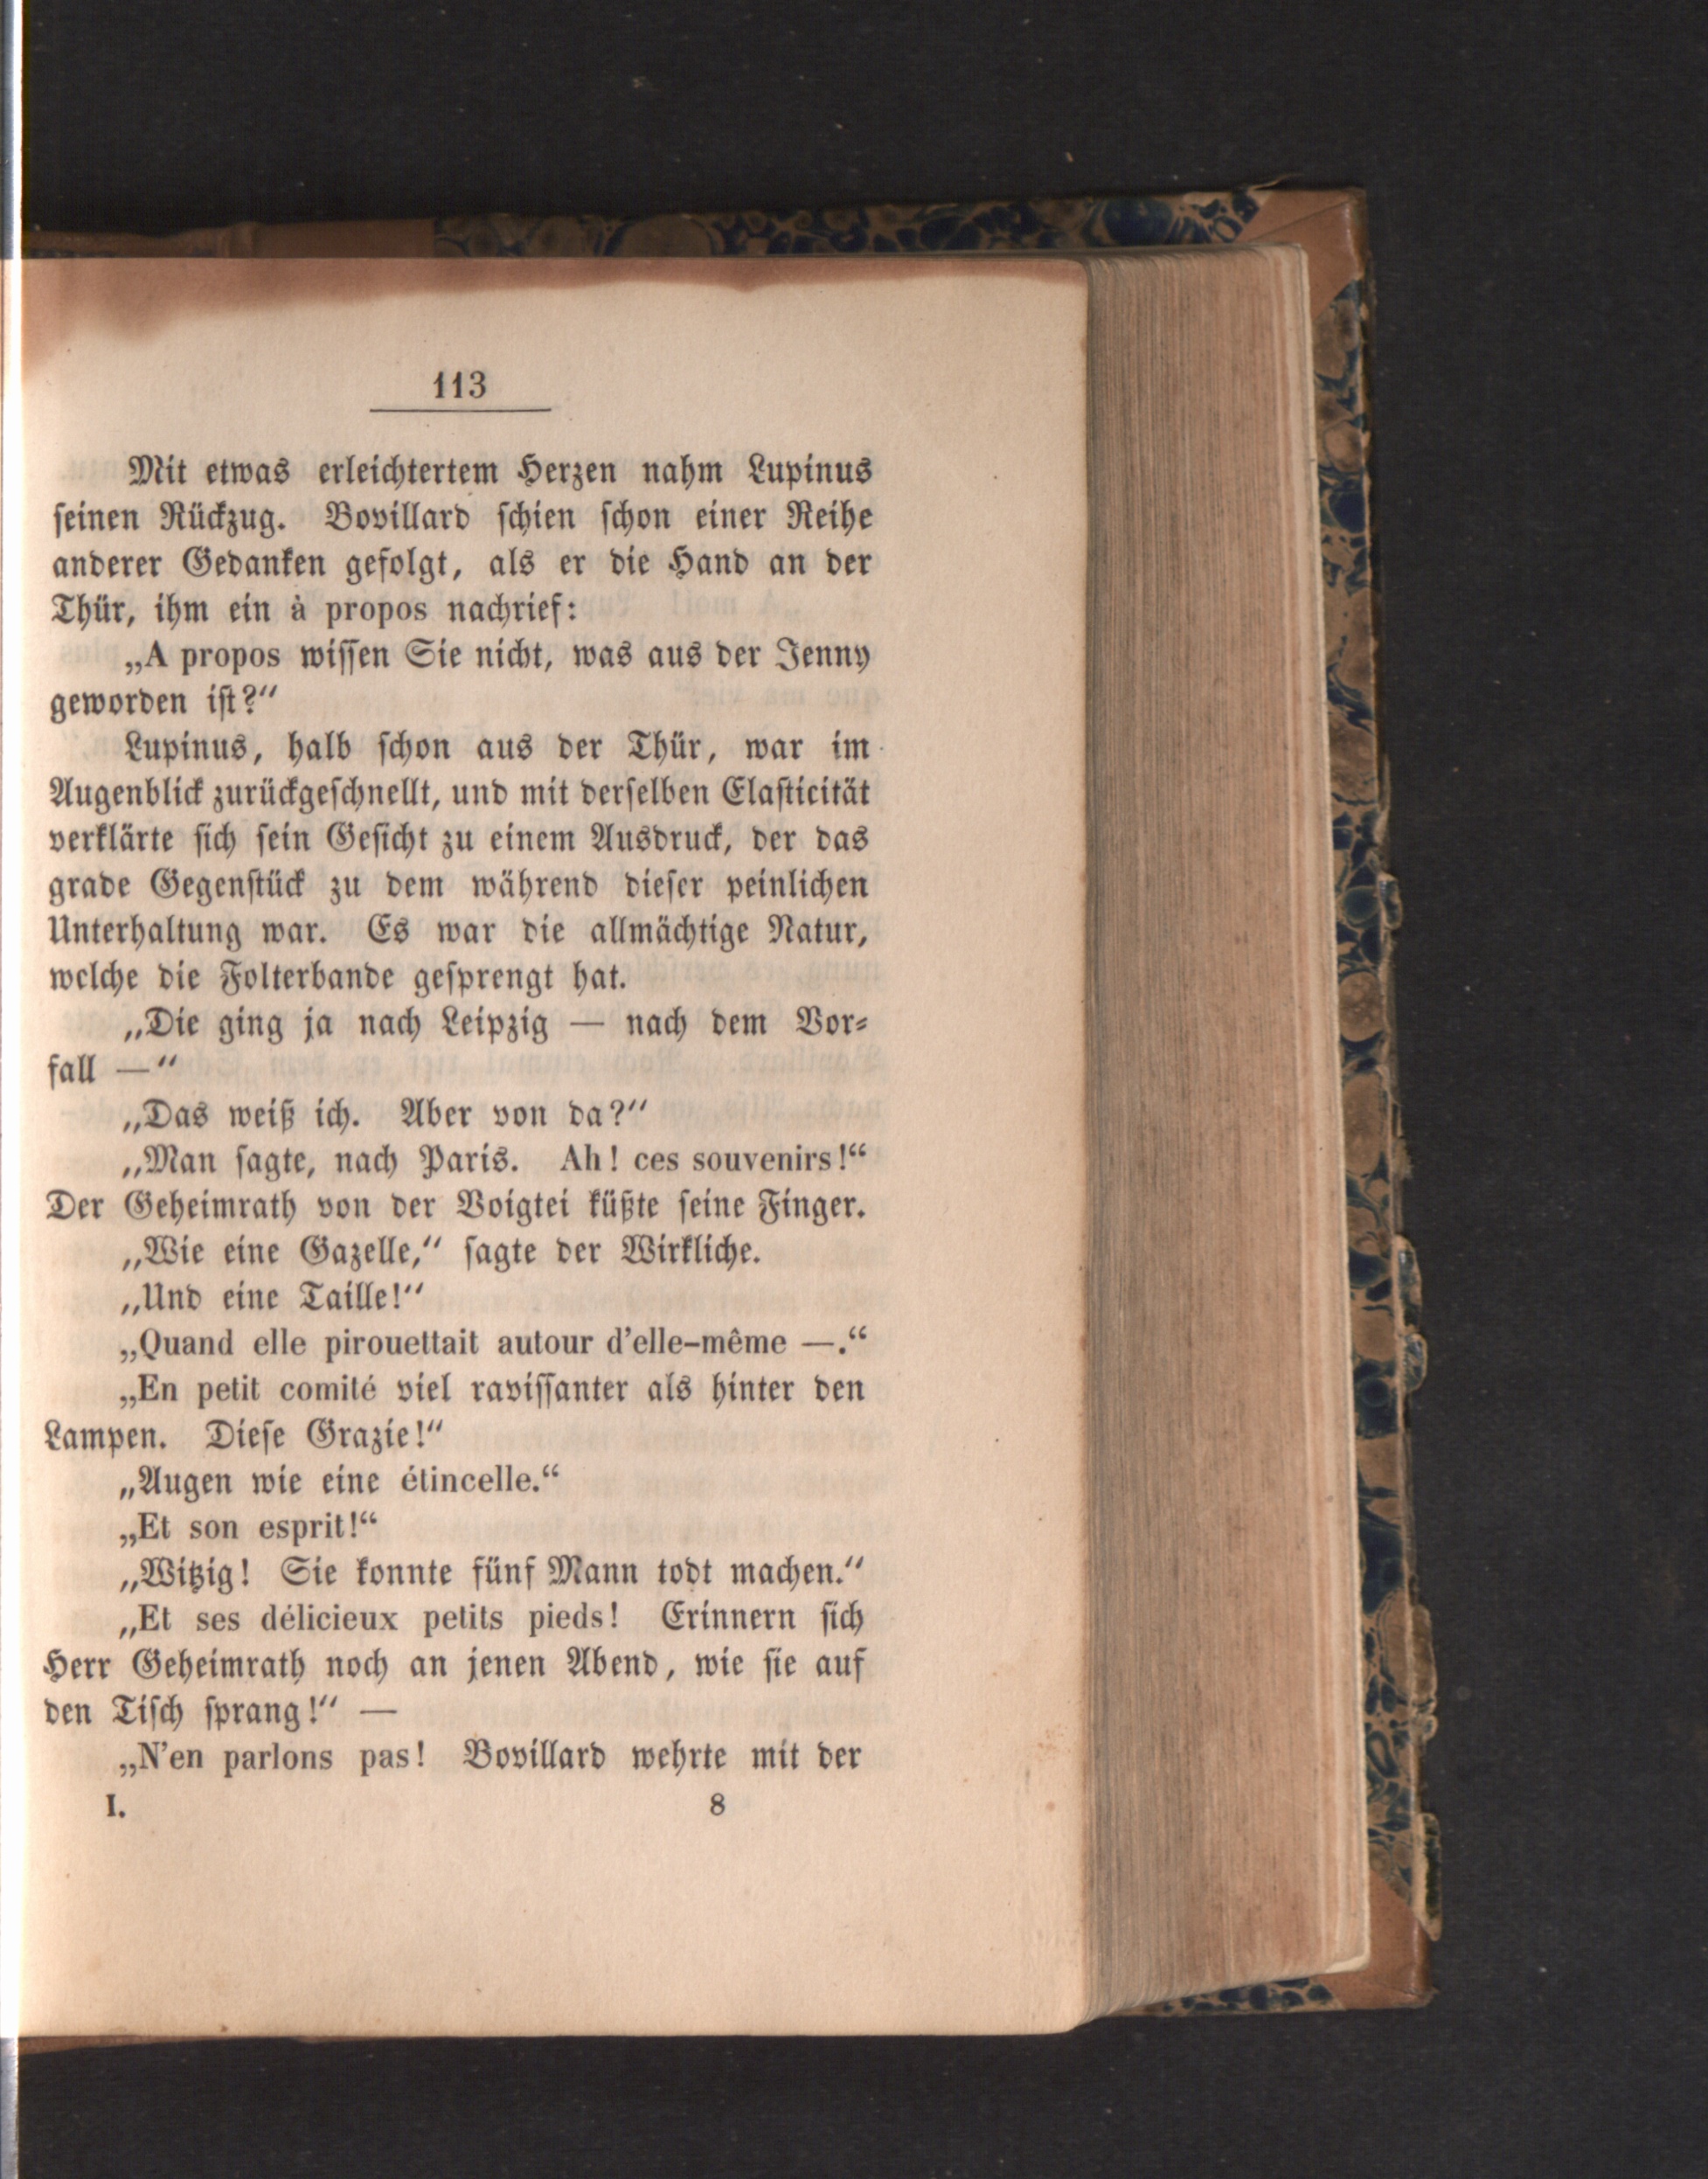 113
Mit etwas erleichtertem Herzen nahm Lupinus
ſeinen Rückzug. Bovillard ſchien ſchon einer Reihe
anderer Gedanken gefolgt, als er die Hand an der
Thür, ihm ein à propos nachrief:
„A propos wiſſen Sie nicht, was aus der Jenny
geworden iſt?“
Lupinus, halb ſchon aus der Thür, war im
Augenblick zurückgeſchnellt, und mit derſelben Elaſticität
verklärte ſich ſein Geſicht zu einem Ausdruck, der das
grade Gegenſtück zu dem während dieſer peinlichen
Unterhaltung war. Es war die allmächtige Natur,
welche die Folterbande geſprengt hat.
„Die ging ja nach Leipzig — nach dem Vor⸗
fall —“
„Das weiß ich. Aber von da?“
„Man ſagte, nach Paris. Ah! ces souvenirs!“
Der Geheimrath von der Voigtei küßte ſeine Finger.
„Wie eine Gazelle,“ ſagte der Wirkliche.
„Und eine Taille!“
„Quand elle pirouettait autour d'elle-même —.“
„En petit comité viel raviſſanter als hinter den
Lampen. Dieſe Grazie!“
„Augen wie eine étincelle.“
„Et son esprit!“
„Witzig! Sie konnte fünf Mann todt machen.“
„Et ses délicieux petits pieds! Erinnern ſich
Herr Geheimrath noch an jenen Abend, wie ſie auf
den Tiſch ſprang!“ —
„N'en parlons pas! Bovillard wehrte mit der
I. 8